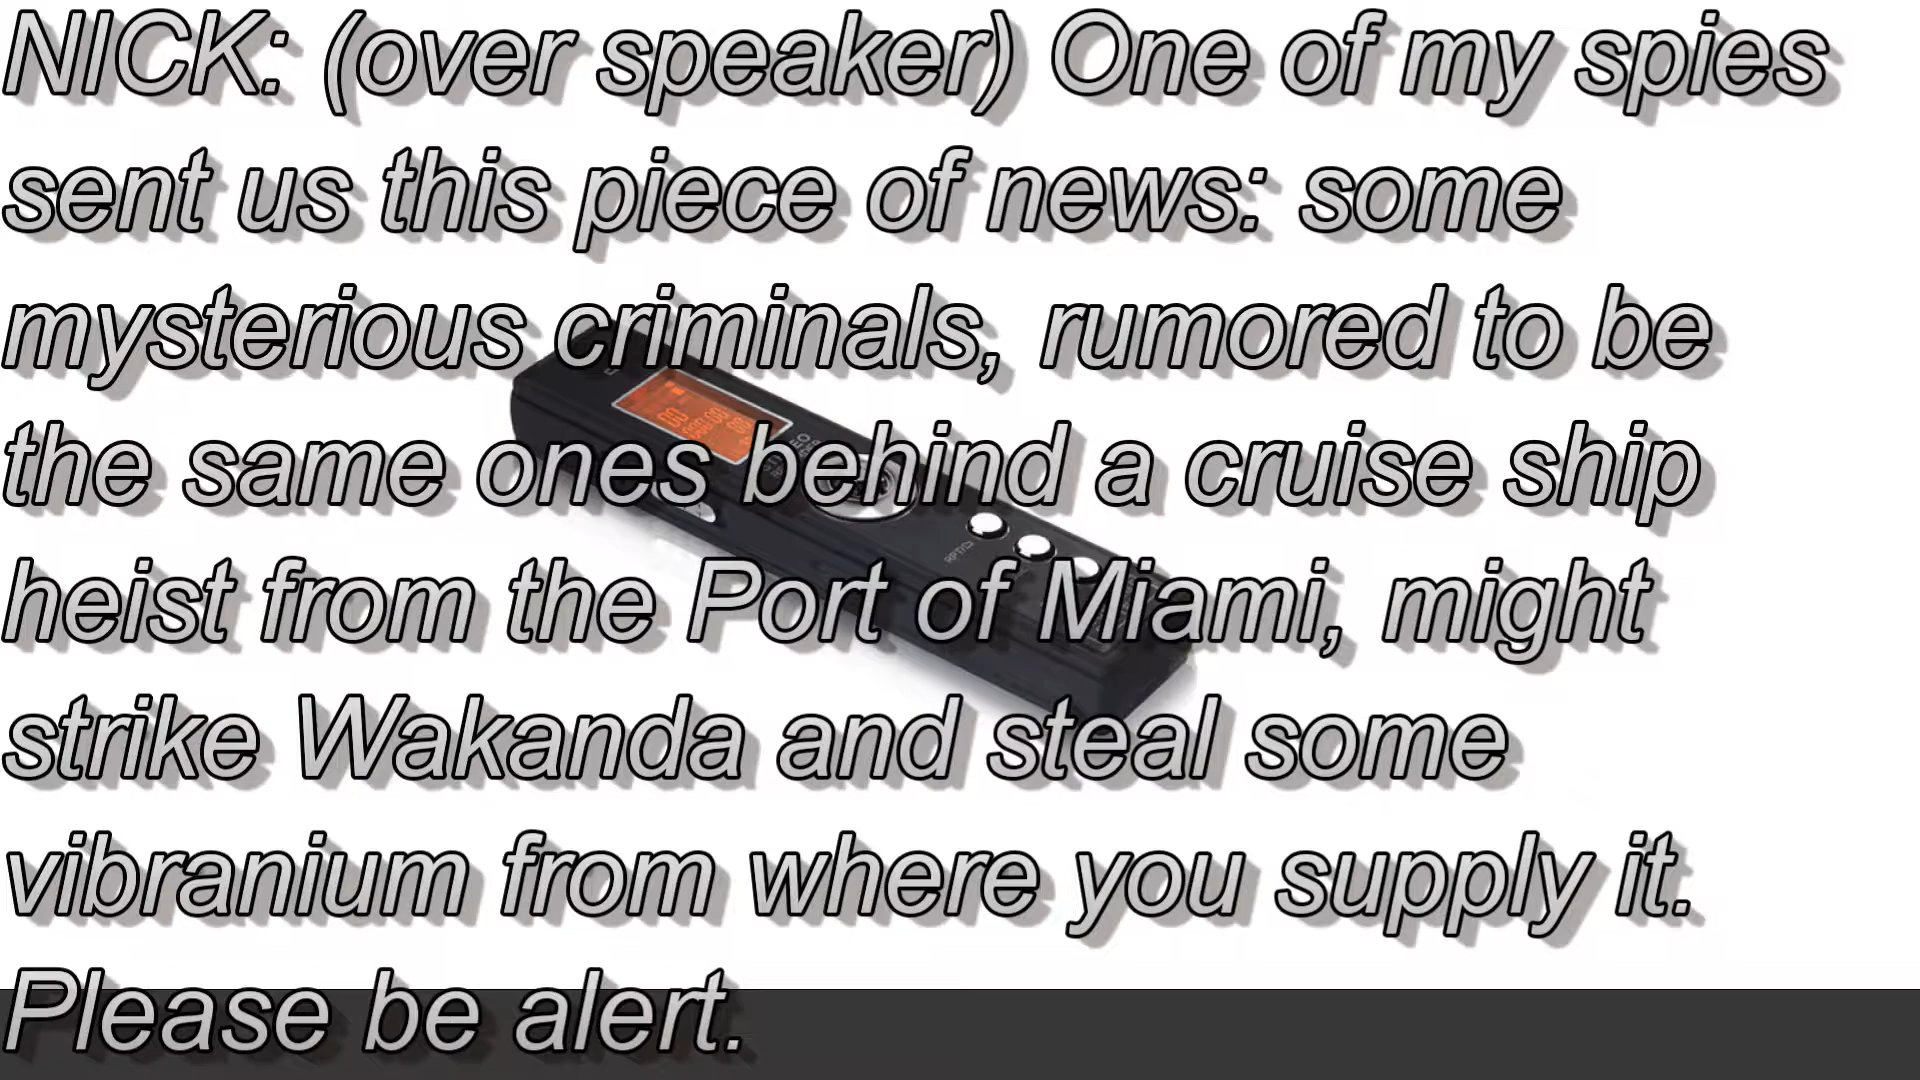 NICK: (over speaker) One of my spies
sent us this piece of news: some
mysterious criminals, rumored to be
the same ones behind a cruise ship
heist from the Port of Miami, might
strike Wakanda and steal some
vibranium from where you supply it.
Please be alert.